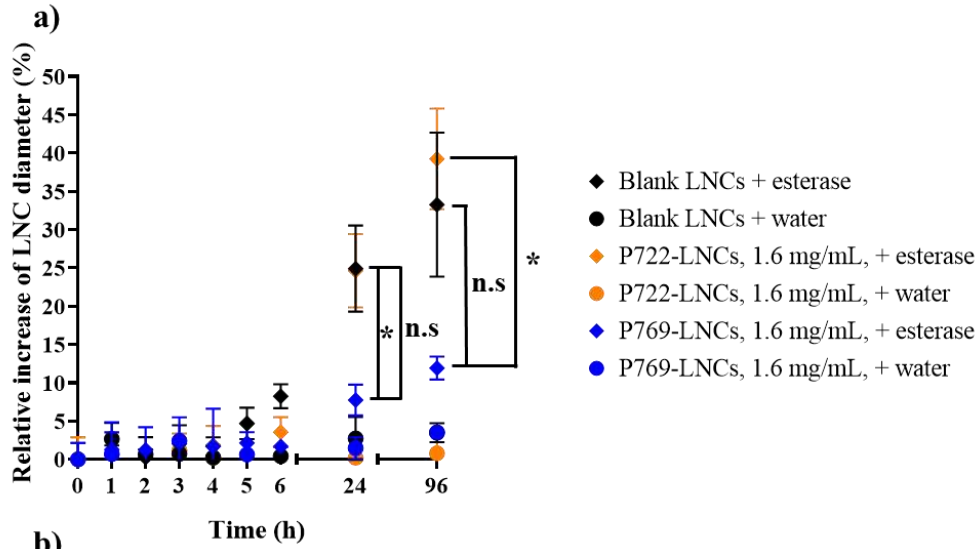 a)
Relative increase of LNC diameter (%)
50
45
40
35
30
25
20
15
10
5
0
0 1 2 3 4 5 6 24 96
Time (h)
* n.s
n.s *
Blank LNCs + esterase
Blank LNCs + water
P722-LNCs, 1.6 mg/mL, + esterase
P722-LNCs, 1.6 mg/mL, + water
P769-LNCs, 1.6 mg/mL, + esterase
P769-LNCs, 1.6 mg/mL, + water
b)